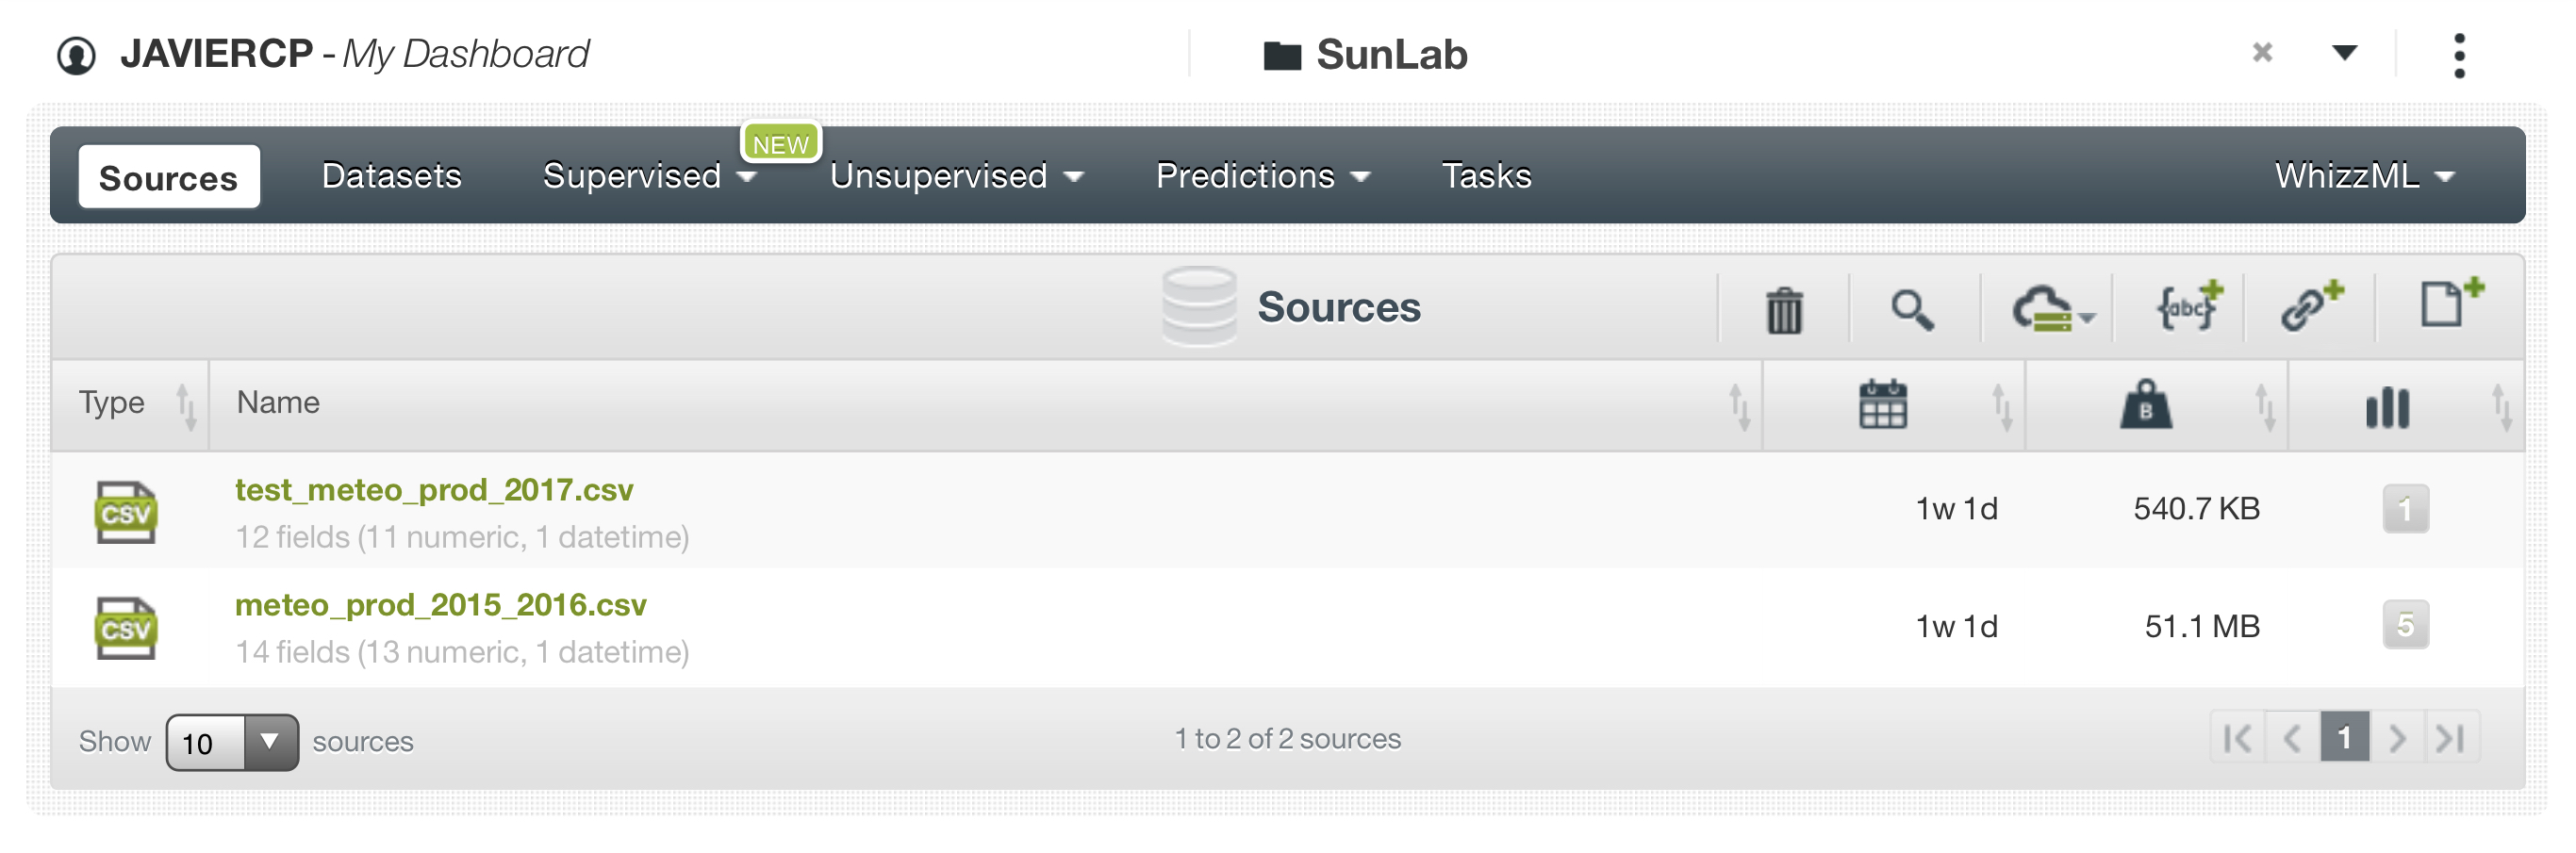 JAVIERCP - My Dashboard
SunLab
Sources
Datasets
Supervised
NEW
Unsupervised
Predictions
Tasks
WhizzML
Sources
{abc}
Type
Name
B
CSV
test_meteo_prod_2017.csv
12 fields (11 numeric, 1 datetime)
1w 1d
540.7 KB
1
CSV
meteo_prod_2015_2016.csv
14 fields (13 numeric, 1 datetime)
1w 1d
51.1 MB
5
Show 10 sources
1 to 2 of 2 sources
1